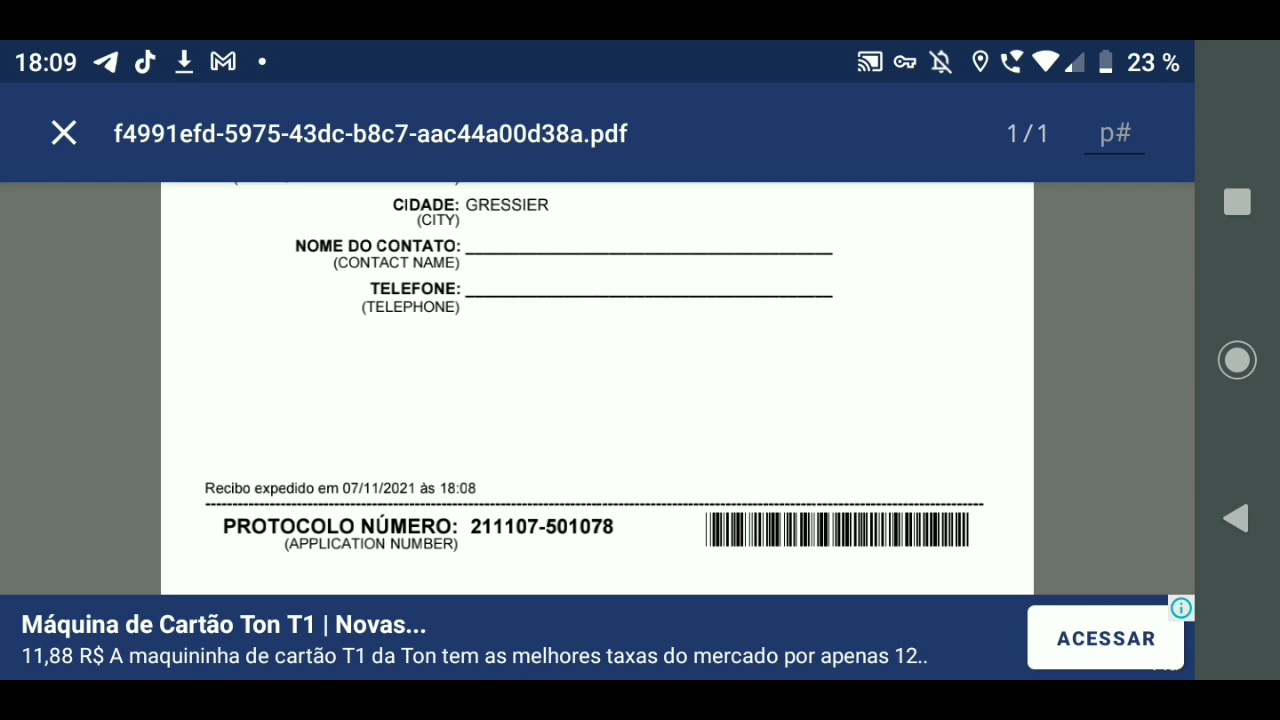 18:09
23 %
f4991efd-5975-43dc-b8c7-aac44a00d38a.pdf
1/1
p#
CIDADE: GRESSIER
(CITY)
NOME DO CONTATO:
(CONTACT NAME)
TELEFONE:
(TELEPHONE)
Recibo expedido em 07/11/2021 às 18:08
PROTOCOLO NÚMERO: 211107-501078
(APPLICATION NUMBER)
Máquina de Cartão Ton T1 | Novas...
11,88 R$ A maquininha de cartão T1 da Ton tem as melhores taxas do mercado por apenas 12..
ACESSAR